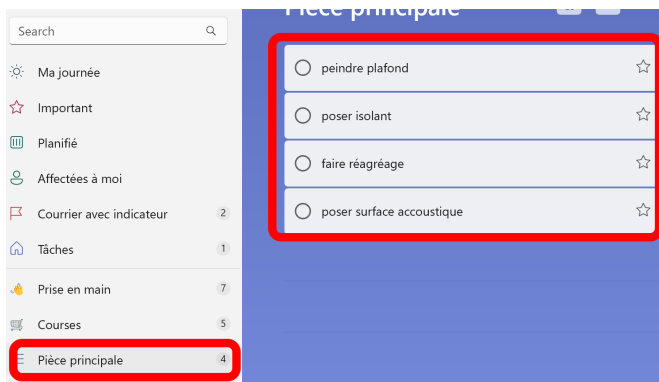 Search
Ma journée
Important
Planifié
Affectées à moi
Courrier avec indicateur 2
Tâches 1
Prise en main 7
Courses 5
Pièce principale 4
Pièce principale
peindre plafond
poser isolant
faire réagréage
poser surface accoustique